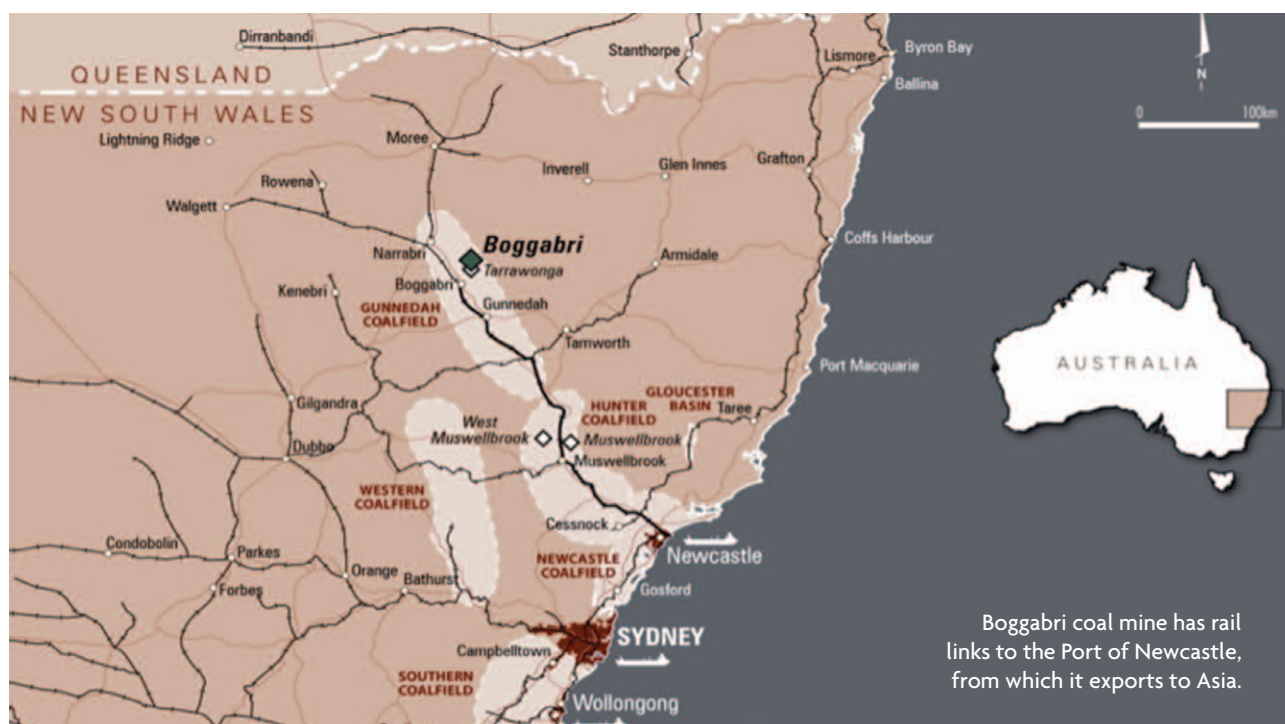 Dirranbandi
Stanthorpe
Lismore
Byron Bay
Ballina
QUEENSLAND
NEW SOUTH WALES
Lightning Ridge
Moree
Inverell
Glen Innes
Grafton
N
0
100km
Rowena
Walgett
Narrabri
Boggabri
Tarrawonga
Armidale
Coffs Harbour
Kenebri
Boggabri
GUNNEDAH
COALFIELD
Gunnedah
Tamworth
Port Macquarie
AUSTRALIA
Gilgandra
West
Muswellbrook
HUNTER
COALFIELD
GLOUCESTER
BASIN
Taree
Muswellbrook
Muswellbrook
Dubbo
WESTERN
COALFIELD
Cessnock
Newcastle
NEWCASTLE
COALFIELD
Condobolin
Parkes
Orange
Bathurst
Forbes
Gosford
SYDNEY
Campbelltown
SOUTHERN
COALFIELD
Wollongong
Boggabri coal mine has rail
links to the Port of Newcastle,
from which it exports to Asia.